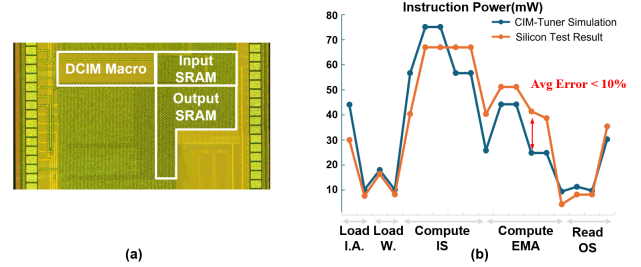 DCIM Macro
Input
SRAM
Output
SRAM
(a)
Instruction Power(mW)
CIM-Tuner Simulation
Silicon Test Result
Avg Error < 10%
80
70
60
50
40
30
20
10
Load
I.A.
Load
W.
Compute
IS
Compute
EMA
Read
OS
(b)